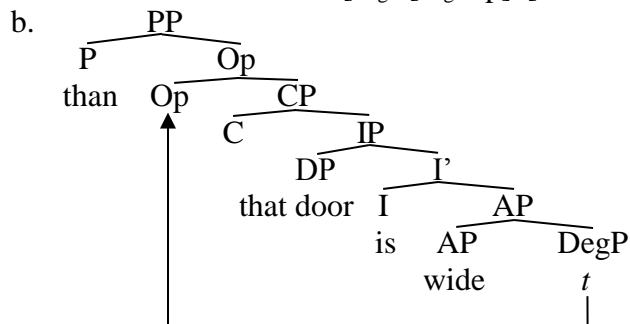 b. PP
P Op
than Op CP
C IP
DP I’
that door I AP
is AP DegP
wide t